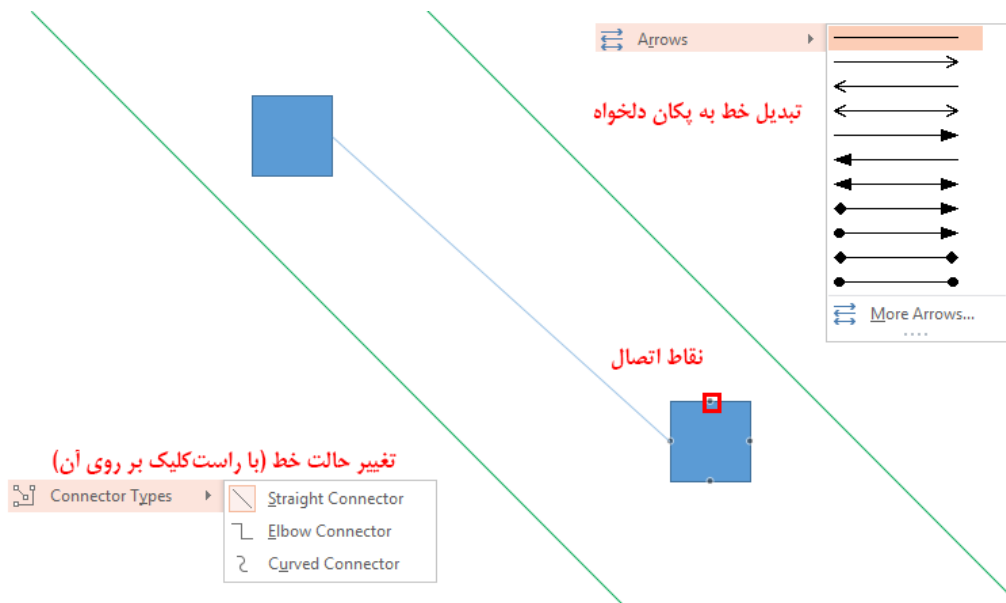 Arrows
تبدیل خط به پکان دلخواه
More Arrows...
نقاط اتصال
تغییر حالت خط (با راست‌کلیک بر روی آن)
Connector Types
Straight Connector
Elbow Connector
Curved Connector